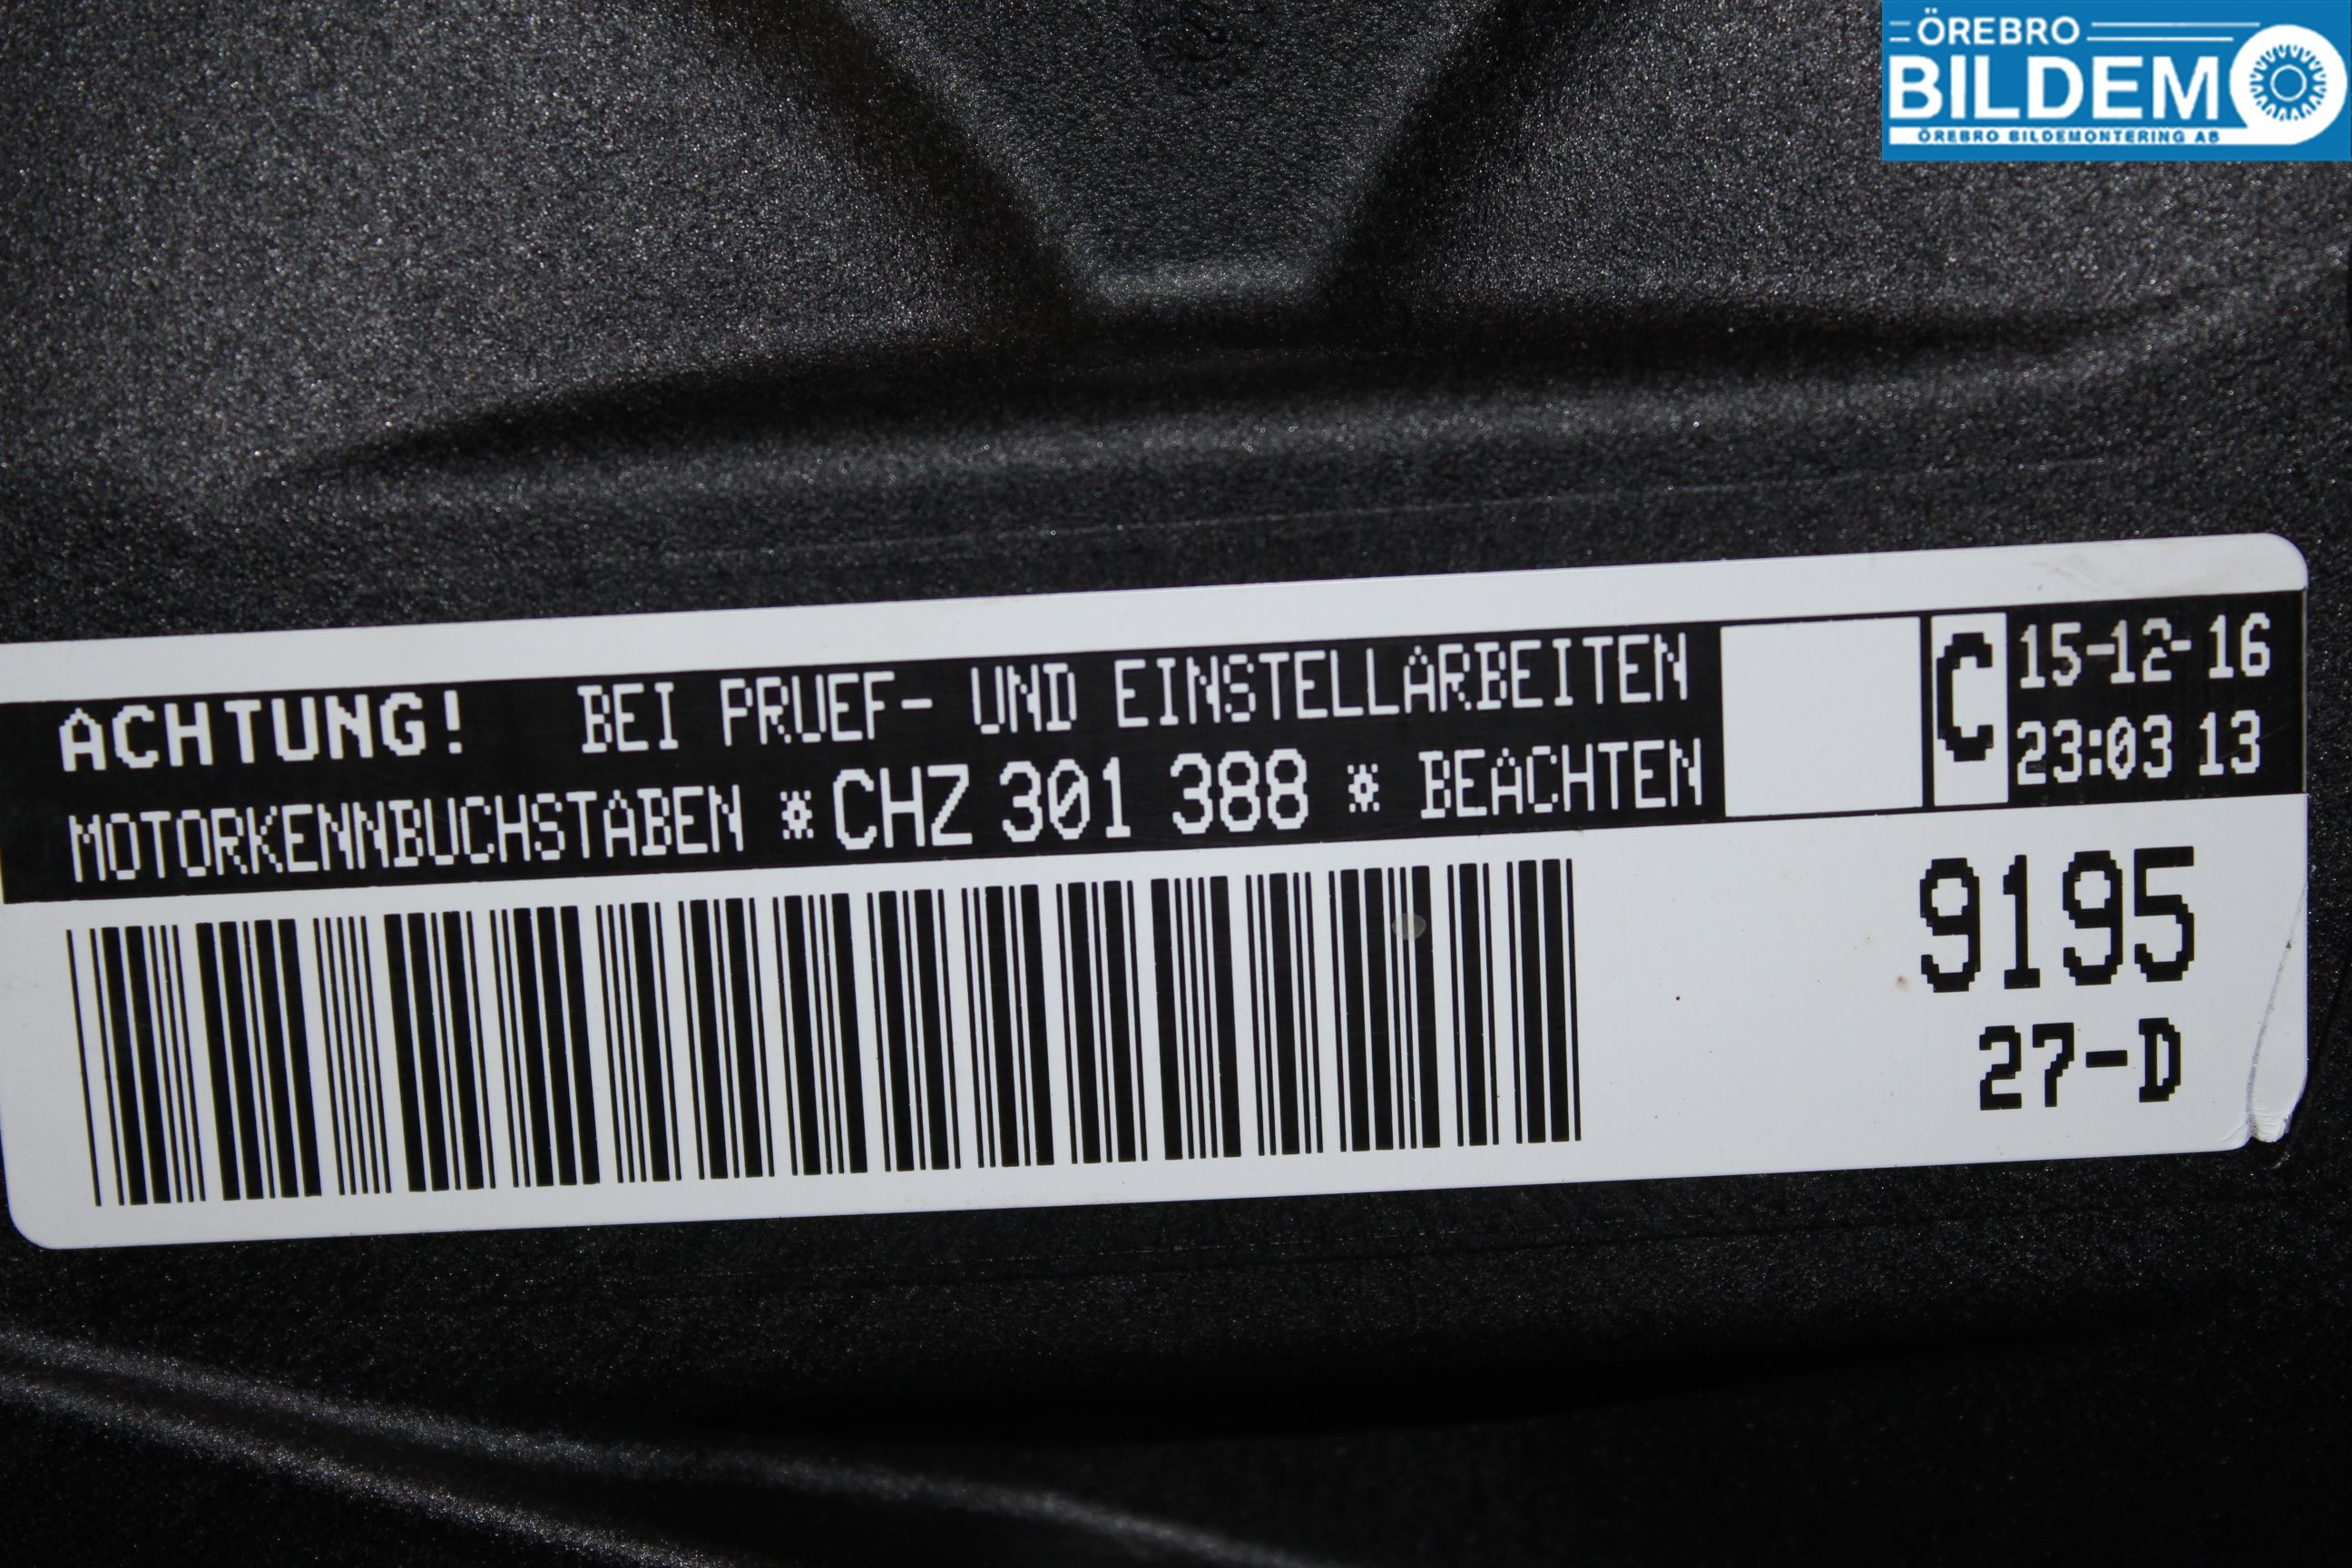 ÖREBRO
BILDEMO
ÖREBRO BILDEMONTERING AB
ACHTUNG! BEI PRUEF- UND EINSTELLARBEITEN
MOTORKENNBUCHSTABEN *CHZ 301 388 * BEACHTEN
C
15-12-16
23:03 13
9195
27-D